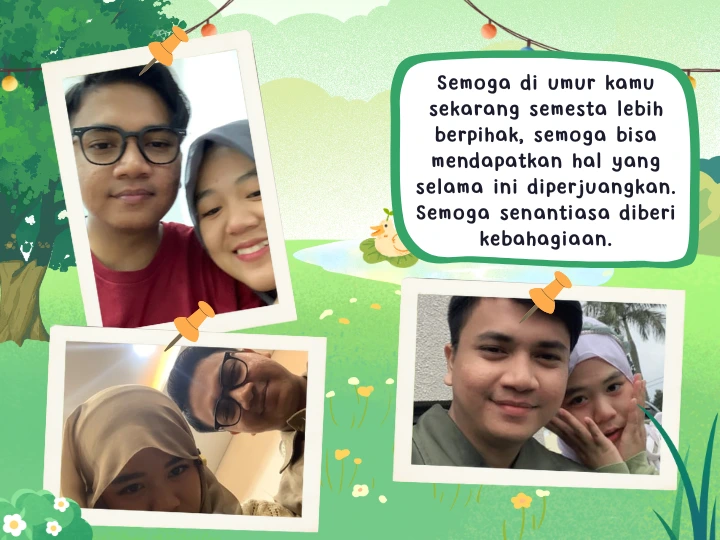 Semoga di umur kamu
sekarang semesta lebih
berpihak, semoga bisa
mendapatkan hal yang
selama ini diperjuangkan.
Semoga senantiasa diberi
kebahagiaan.